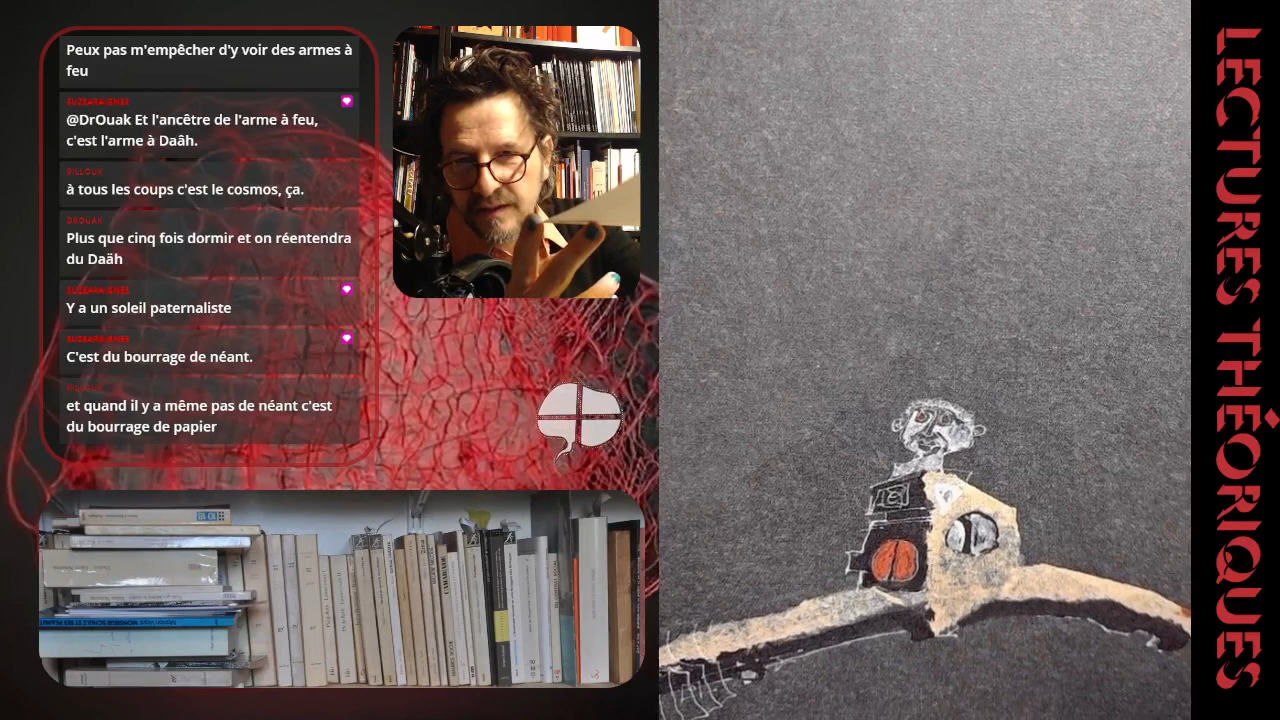 Peux pas m'empêcher d'y voir des armes à
feu
SUZEARAIGNEE
@DrOuak Et l'ancêtre de l'arme à feu,
c'est l'arme à Daâh.
RILLOUX
à tous les coups c'est le cosmos, ça.
DROUAK
Plus que cinq fois dormir et on réentendra
du Daäh
SUZEARAIGNEE
Y a un soleil paternaliste
SUZEARAIGNEE
C'est du bourrage de néant.
RILLOUX
et quand il y a même pas de néant c'est
du bourrage de papier
LECTURES THÉORIQUES